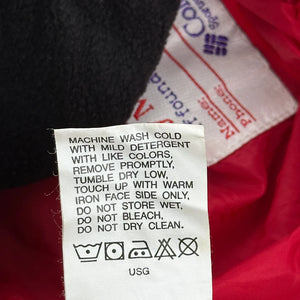 Name:
Phone:
MACHINE WASH COLD
WITH MILD DETERGENT
WITH LIKE COLORS,
REMOVE PROMPTLY,
TUMBLE DRY LOW,
TOUCH UP WITH WARM
IRON FACE SIDE ONLY,
DO NOT STORE WET,
DO NOT BLEACH,
DO NOT DRY CLEAN.
USG